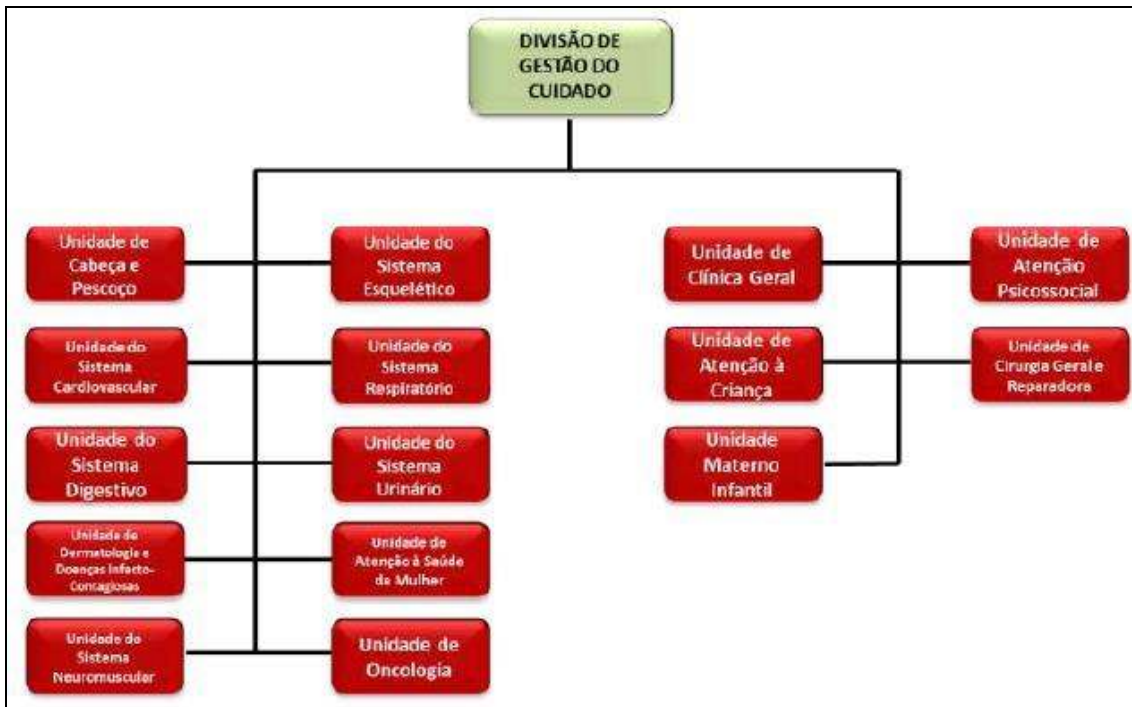 DIVISÃO DE
GESTÃO DO
CUIDADO
Unidade de
Cabeça e
Pescoço
Unidade do
Sistema
Esquelético
Unidade de
Clínica Geral
Unidade de
Atenção
Psicossocial
Unidade do
Sistema
Cardiovascular
Unidade do
Sistema
Respiratório
Unidade de
Atenção à
Criança
Unidade de
Cirurgia Geral e
Reparadora
Unidade do
Sistema
Digestivo
Unidade do
Sistema
Urinário
Unidade
Materno
Infantil
Unidade de
Dermatologia e
Doenças Infecto-
Contagiosas
Unidade de
Atenção à Saúde
da Mulher
Unidade do
Sistema
Neuromuscular
Unidade de
Oncologia